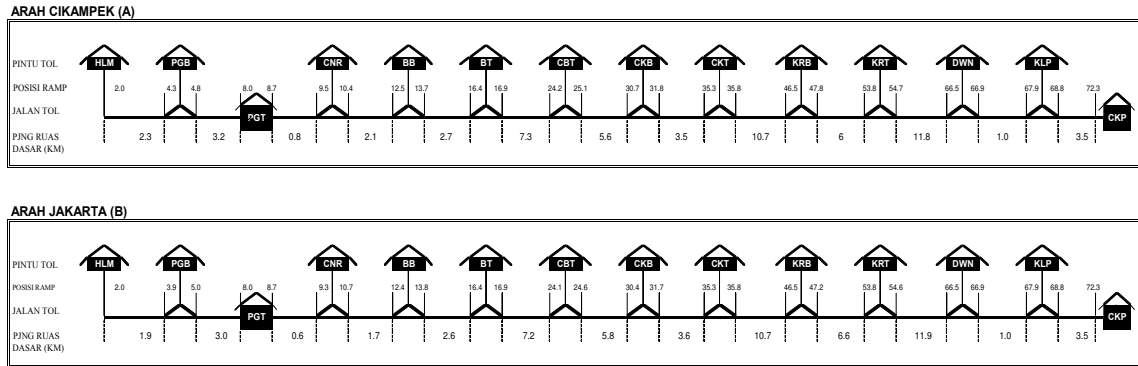 ARAH CIKAMPEK (A)
PINTU TOL HLM PGB CNR BB BT CBT CKB CKT KRB KRT DWN KLP
POSISI RAMP 2.0 4.3 4.8 8.0 8.7 9.5 10.4 12.5 13.7 16.4 16.9 24.2 25.1 30.7 31.8 35.3 35.8 46.5 47.8 53.8 54.7 66.5 66.9 67.9 68.8 72.3
JALAN TOL PGT CKP
PJNG RUAS 2.3 3.2 0.8 2.1 2.7 7.3 5.6 3.5 10.7 6 11.8 1.0 3.5
DASAR (KM)
ARAH JAKARTA (B)
PINTU TOL HLM PGB CNR BB BT CBT CKB CKT KRB KRT DWN KLP
POSISI RAMP 2.0 3.9 5.0 8.0 8.7 9.3 10.7 12.4 13.8 16.4 16.9 24.1 24.6 30.4 31.7 35.3 35.8 46.5 47.2 53.8 54.6 66.5 66.9 67.9 68.8 72.3
JALAN TOL PGT CKP
PJNG RUAS 1.9 3.0 0.6 1.7 2.6 7.2 5.8 3.6 10.7 6.6 11.9 1.0 3.5
DASAR (KM)